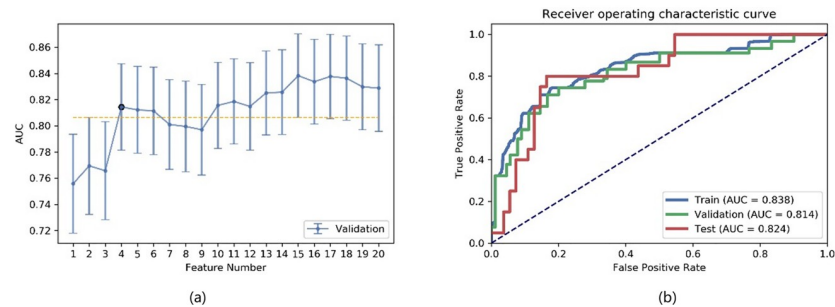 AUC
0.86
0.84
0.82
0.80
0.78
0.76
0.74
0.72
1 2 3 4 5 6 7 8 9 10 11 12 13 14 15 16 17 18 19 20
Feature Number
Validation
(a)
Receiver operating characteristic curve
True Positive Rate
1.0
0.8
0.6
0.4
0.2
0.0
0.0 0.2 0.4 0.6 0.8 1.0
False Positive Rate
Train (AUC = 0.838)
Validation (AUC = 0.814)
Test (AUC = 0.824)
(b)